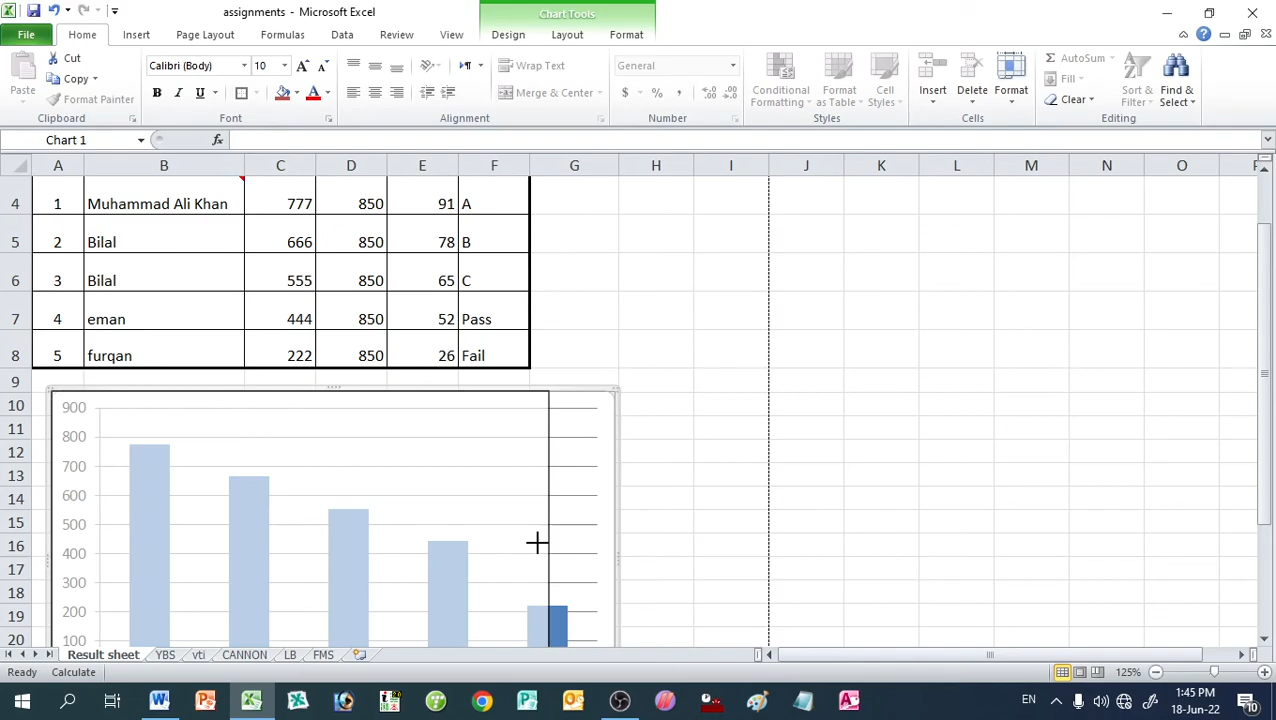 assignments - Microsoft Excel
Chart Tools
File Home Insert Page Layout Formulas Data Review View Design Layout Format
Cut
Calibri (Body) 10 Wrap Text General AutoSum
Copy Fill
Paste Format Painter Merge & Center $ % , Conditional Formatting Format as Table Cell Styles Insert Delete Format Clear Sort & Filter Find & Select
Clipboard Font Alignment Number Styles Cells Editing
Chart 1 fx
A B C D E F G H I J K L M N O P
4 1 Muhammad Ali Khan 777 850 91 A
5 2 Bilal 666 850 78 B
6 3 Bilal 555 850 65 C
7 4 eman 444 850 52 Pass
8 5 furqan 222 850 26 Fail
9
10 900
11
12 800
13 700
14 600
15 500
16 400
17
18 300
19 200
20 100
Result sheet YBS vti CANNON LB FMS
Ready Calculate 125%
EN 1:45 PM
18-Jun-22 10